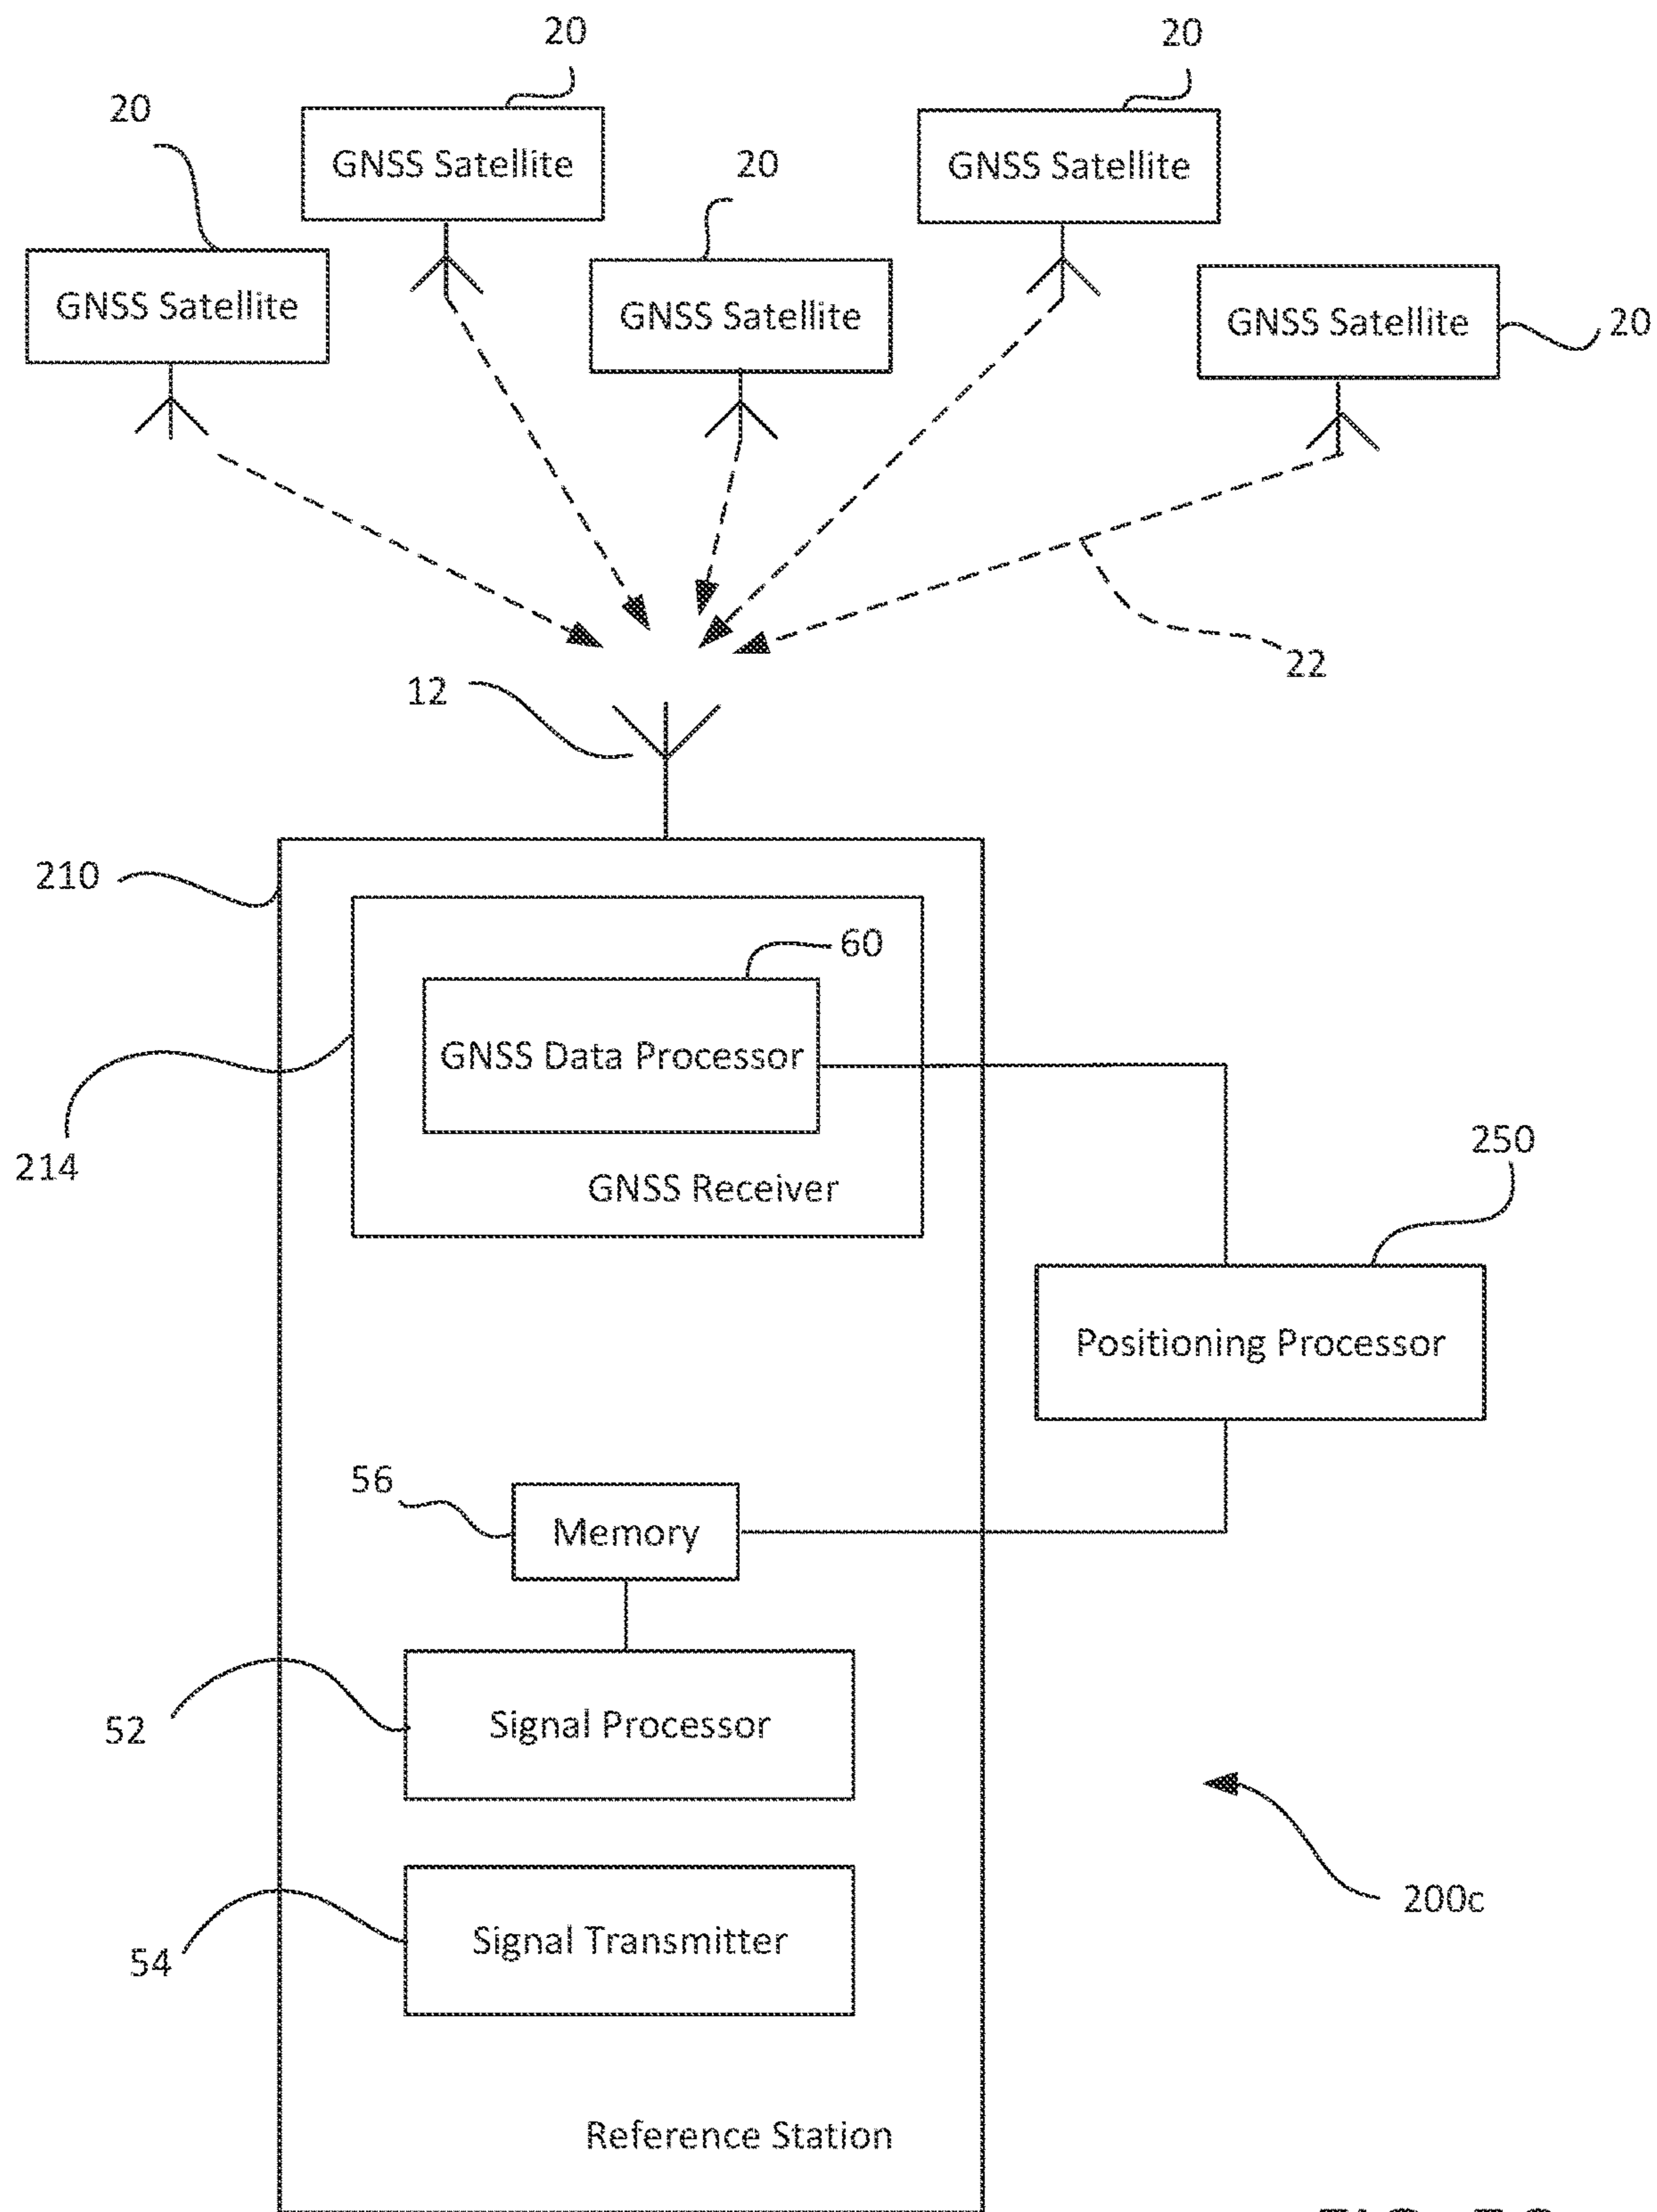 20
20
20
GNSS Satellite
GNSS Satellite
20
20
GNSS Satellite
GNSS Satellite
GNSS Satellite
20
22
12
210
60
GNSS Data Processor
214
GNSS Receiver
250
Positioning Processor
56
Memory
52
Signal Processor
200c
54
Signal Transmitter
Reference Station